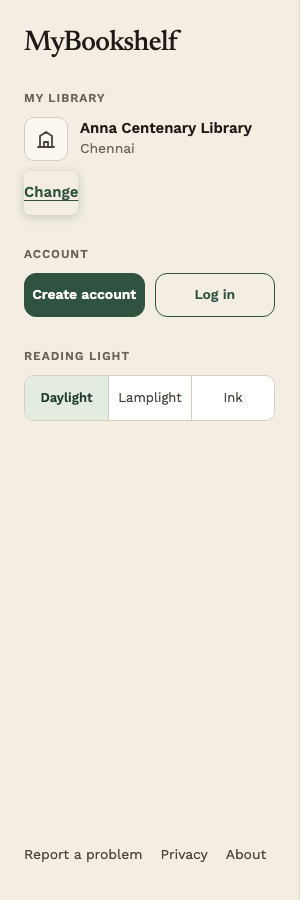 MyBookshelf
MY LIBRARY
Anna Centenary Library
Chennai
Change
ACCOUNT
Create account Log in
READING LIGHT
Daylight Lamplight Ink
Report a problem Privacy About